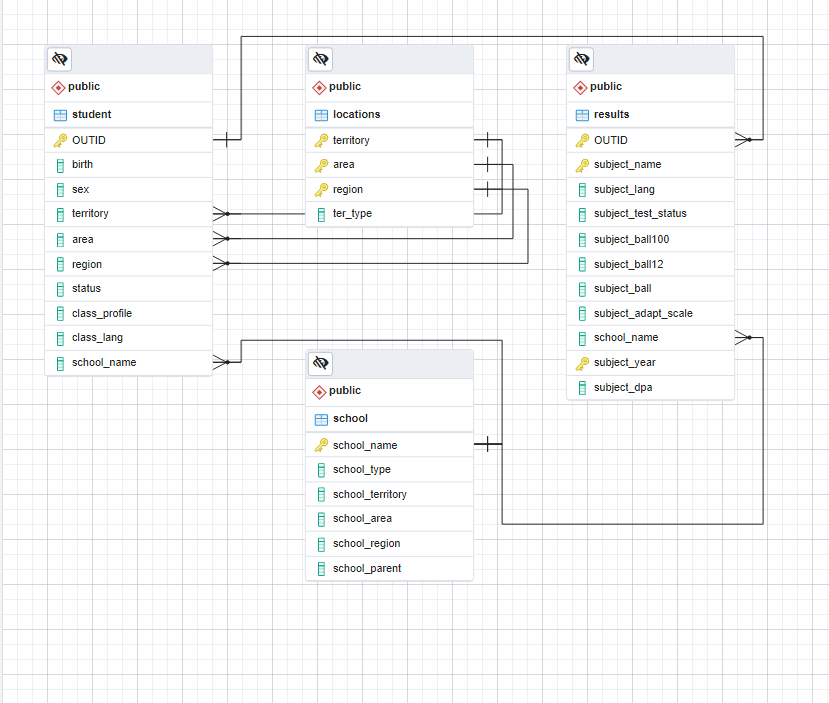 public
student
OUTID
birth
sex
territory
area
region
status
class_profile
class_lang
school_name
public
locations
territory
area
region
ter_type
public
school
school_name
school_type
school_territory
school_area
school_region
school_parent
public
results
OUTID
subject_name
subject_lang
subject_test_status
subject_ball100
subject_ball12
subject_ball
subject_adapt_scale
school_name
subject_year
subject_dpa